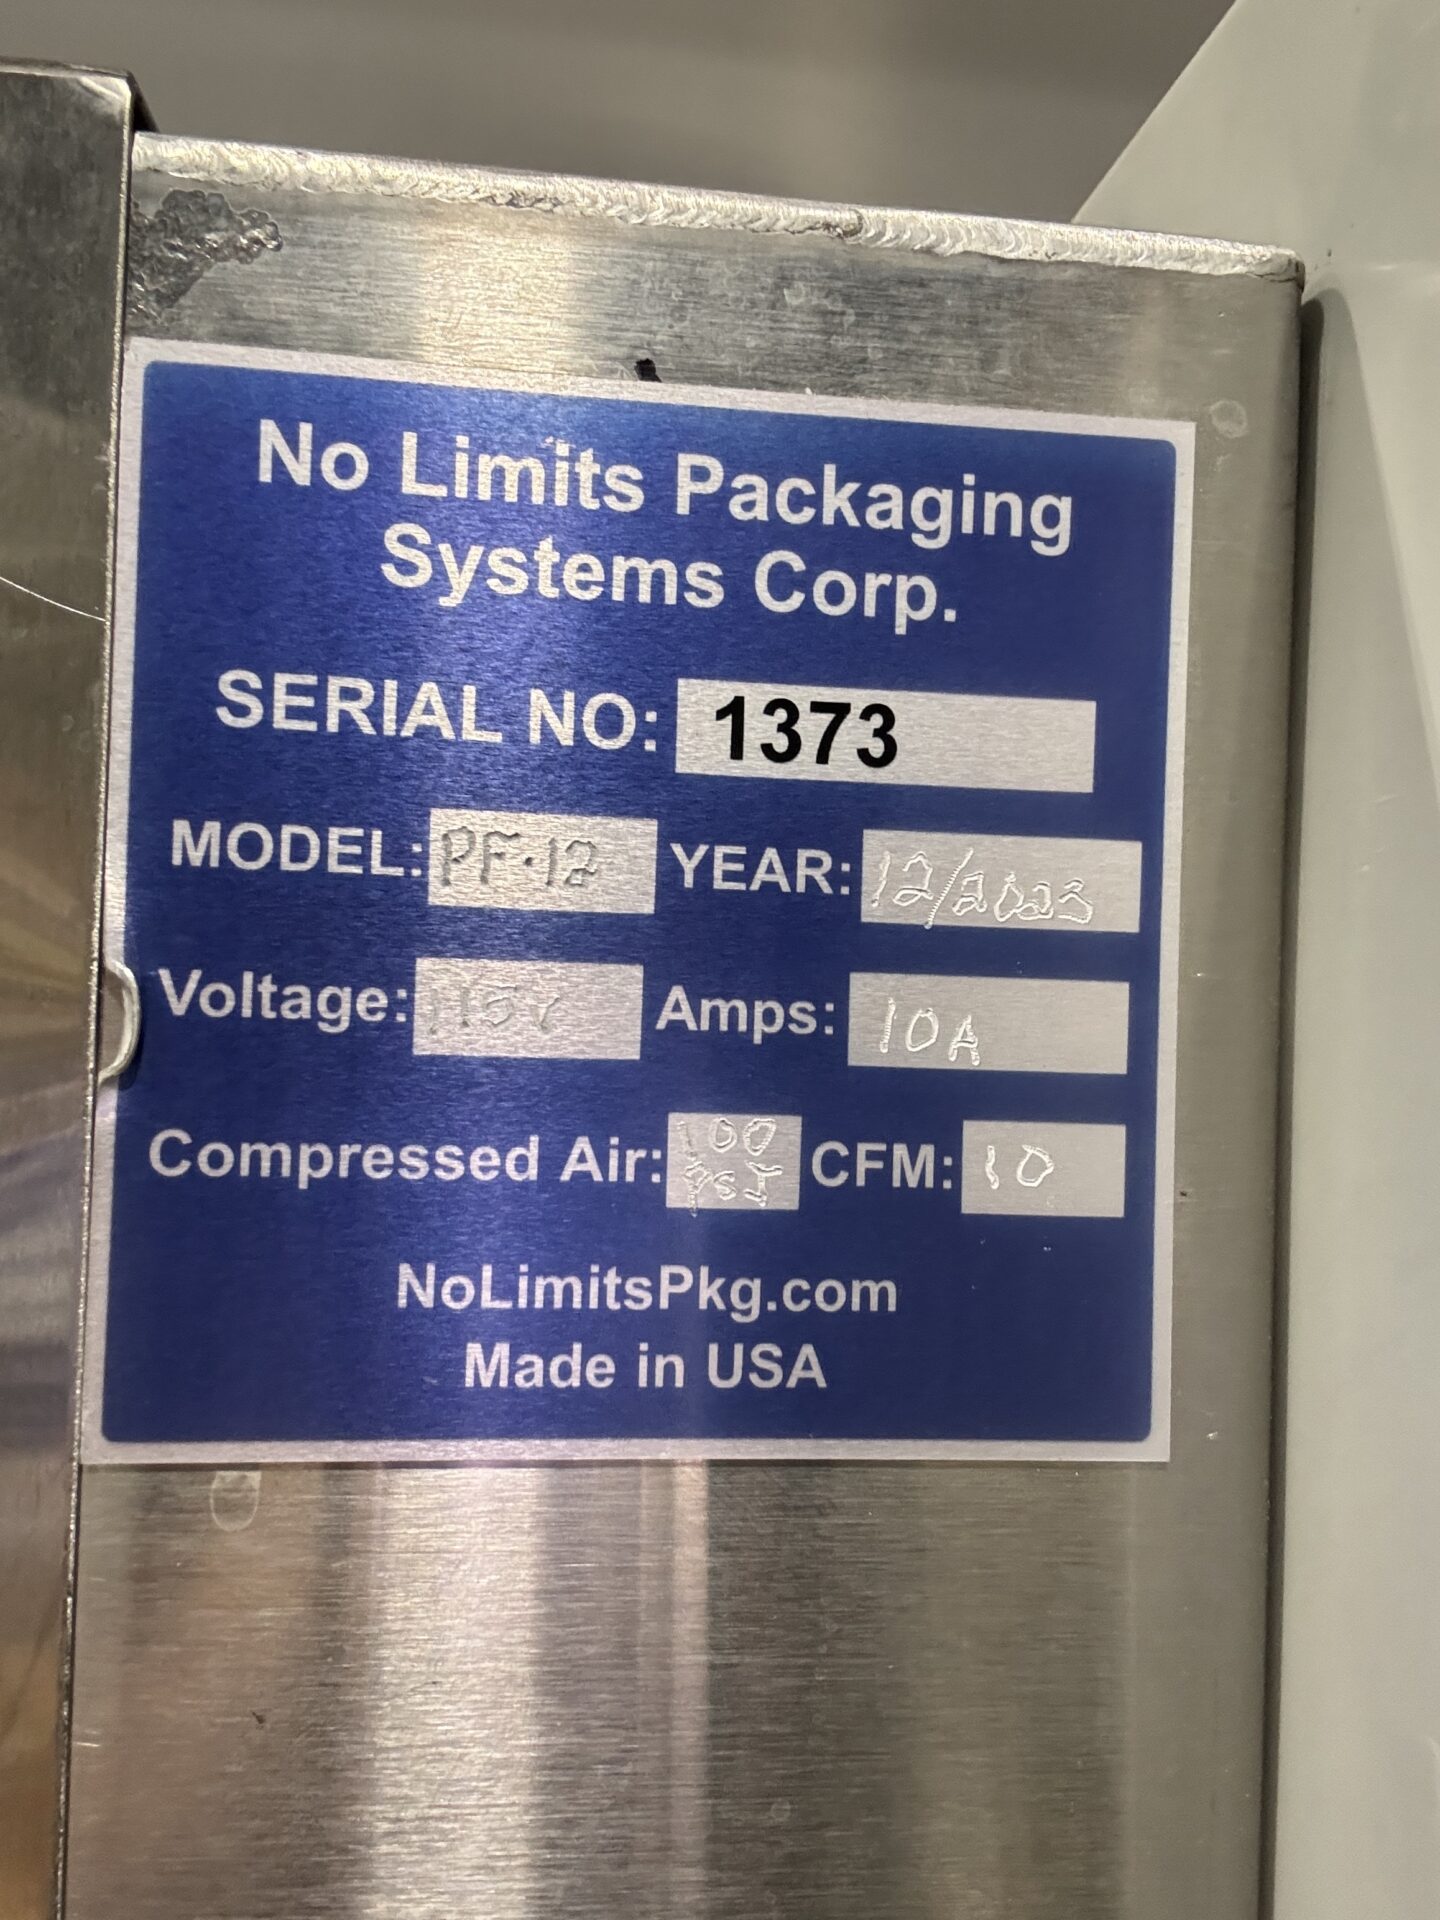 No Limits Packaging
Systems Corp.
SERIAL NO: 1373
MODEL: PF-12 YEAR: 12/2023
Voltage: 115V Amps: 10A
Compressed Air: 100 PSI CFM: 10
NoLimitsPkg.com
Made in USA